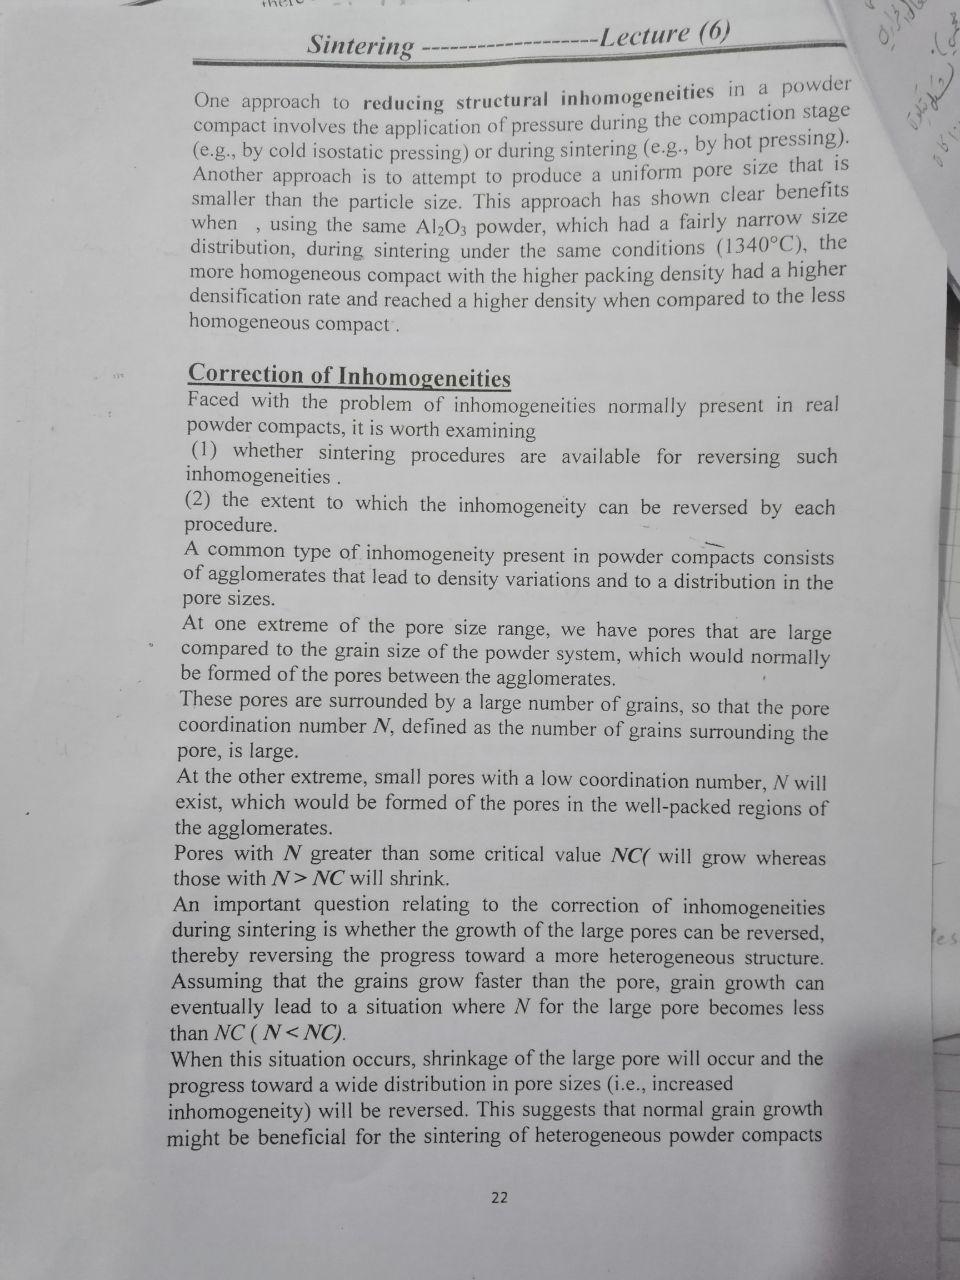 Sintering --------------------Lecture (6)
One approach to reducing structural inhomogeneities in a powder
compact involves the application of pressure during the compaction stage
(e.g., by cold isostatic pressing) or during sintering (e.g., by hot pressing).
Another approach is to attempt to produce a uniform pore size that is
smaller than the particle size. This approach has shown clear benefits
when , using the same Al₂O₃ powder, which had a fairly narrow size
distribution, during sintering under the same conditions (1340°C), the
more homogeneous compact with the higher packing density had a higher
densification rate and reached a higher density when compared to the less
homogeneous compact .
Correction of Inhomogeneities
Faced with the problem of inhomogeneities normally present in real
powder compacts, it is worth examining
(1) whether sintering procedures are available for reversing such
inhomogeneities .
(2) the extent to which the inhomogeneity can be reversed by each
procedure.
A common type of inhomogeneity present in powder compacts consists
of agglomerates that lead to density variations and to a distribution in the
pore sizes.
At one extreme of the pore size range, we have pores that are large
compared to the grain size of the powder system, which would normally
be formed of the pores between the agglomerates.
These pores are surrounded by a large number of grains, so that the pore
coordination number N, defined as the number of grains surrounding the
pore, is large.
At the other extreme, small pores with a low coordination number, N will
exist, which would be formed of the pores in the well-packed regions of
the agglomerates.
Pores with N greater than some critical value NC( will grow whereas
those with N> NC will shrink.
An important question relating to the correction of inhomogeneities
during sintering is whether the growth of the large pores can be reversed,
thereby reversing the progress toward a more heterogeneous structure.
Assuming that the grains grow faster than the pore, grain growth can
eventually lead to a situation where N for the large pore becomes less
than NC ( N< NC).
When this situation occurs, shrinkage of the large pore will occur and the
progress toward a wide distribution in pore sizes (i.e., increased
inhomogeneity) will be reversed. This suggests that normal grain growth
might be beneficial for the sintering of heterogeneous powder compacts
22